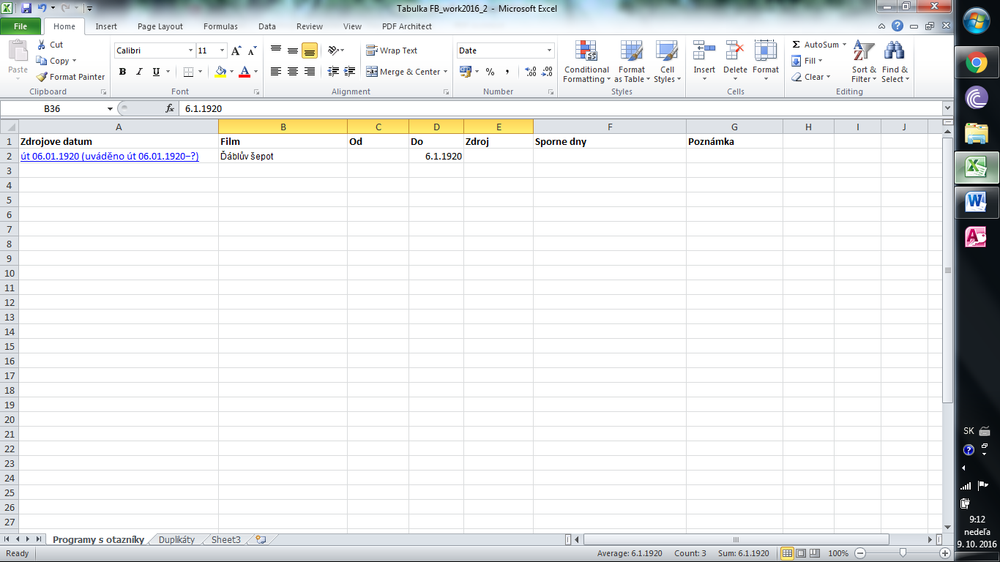 Tabulka FB_work2016_2 - Microsoft Excel
File Home Insert Page Layout Formulas Data Review View PDF Architect
Paste Cut Calibri 11 Wrap Text Date Conditional Formatting Format as Table Cell Styles Insert Delete Format AutoSum Sort & Filter Find & Select
Copy Merge & Center Fill
Format Painter B I U Clear
Clipboard Font Alignment Number Styles Cells Editing
B36 fx 6.1.1920
A B C D E F G H I J
1 Zdrojove datum Film Od Do Zdroj Sporne dny Poznámka
2 út 06.01.1920 (uváděno út 06.01.1920–?) Ďáblův šepot 6.1.1920
3
4
5
6
7
8
9
10
11
12
13
14
15
16
17
18
19
20
21
22
23
24
25
26
27
Programy s otazníky Duplikáty Sheet3
Ready Average: 6.1.1920 Count: 3 Sum: 6.1.1920 100%
SK
9:12
nedeľa
9. 10. 2016